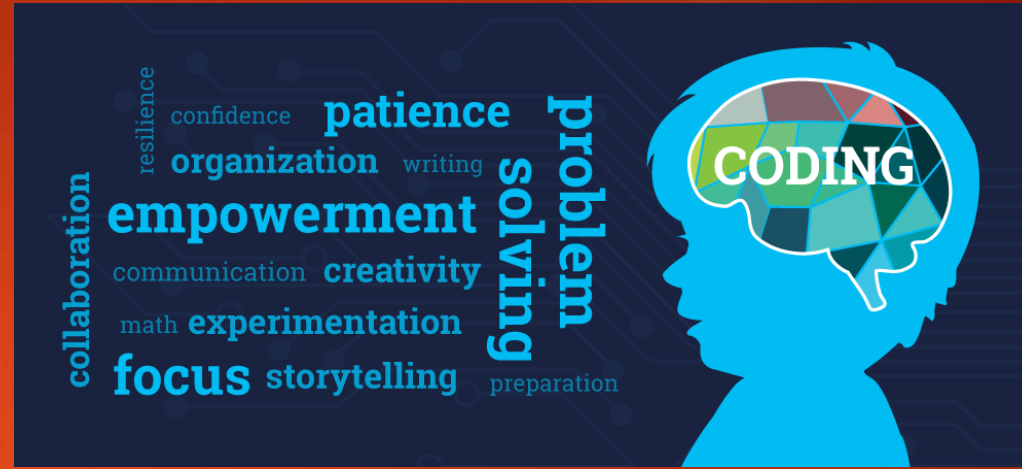 resilience
confidence
patience
organization
writing
problem
solving
collaboration
empowerment
communication
creativity
math
experimentation
focus
storytelling
preparation
CODING